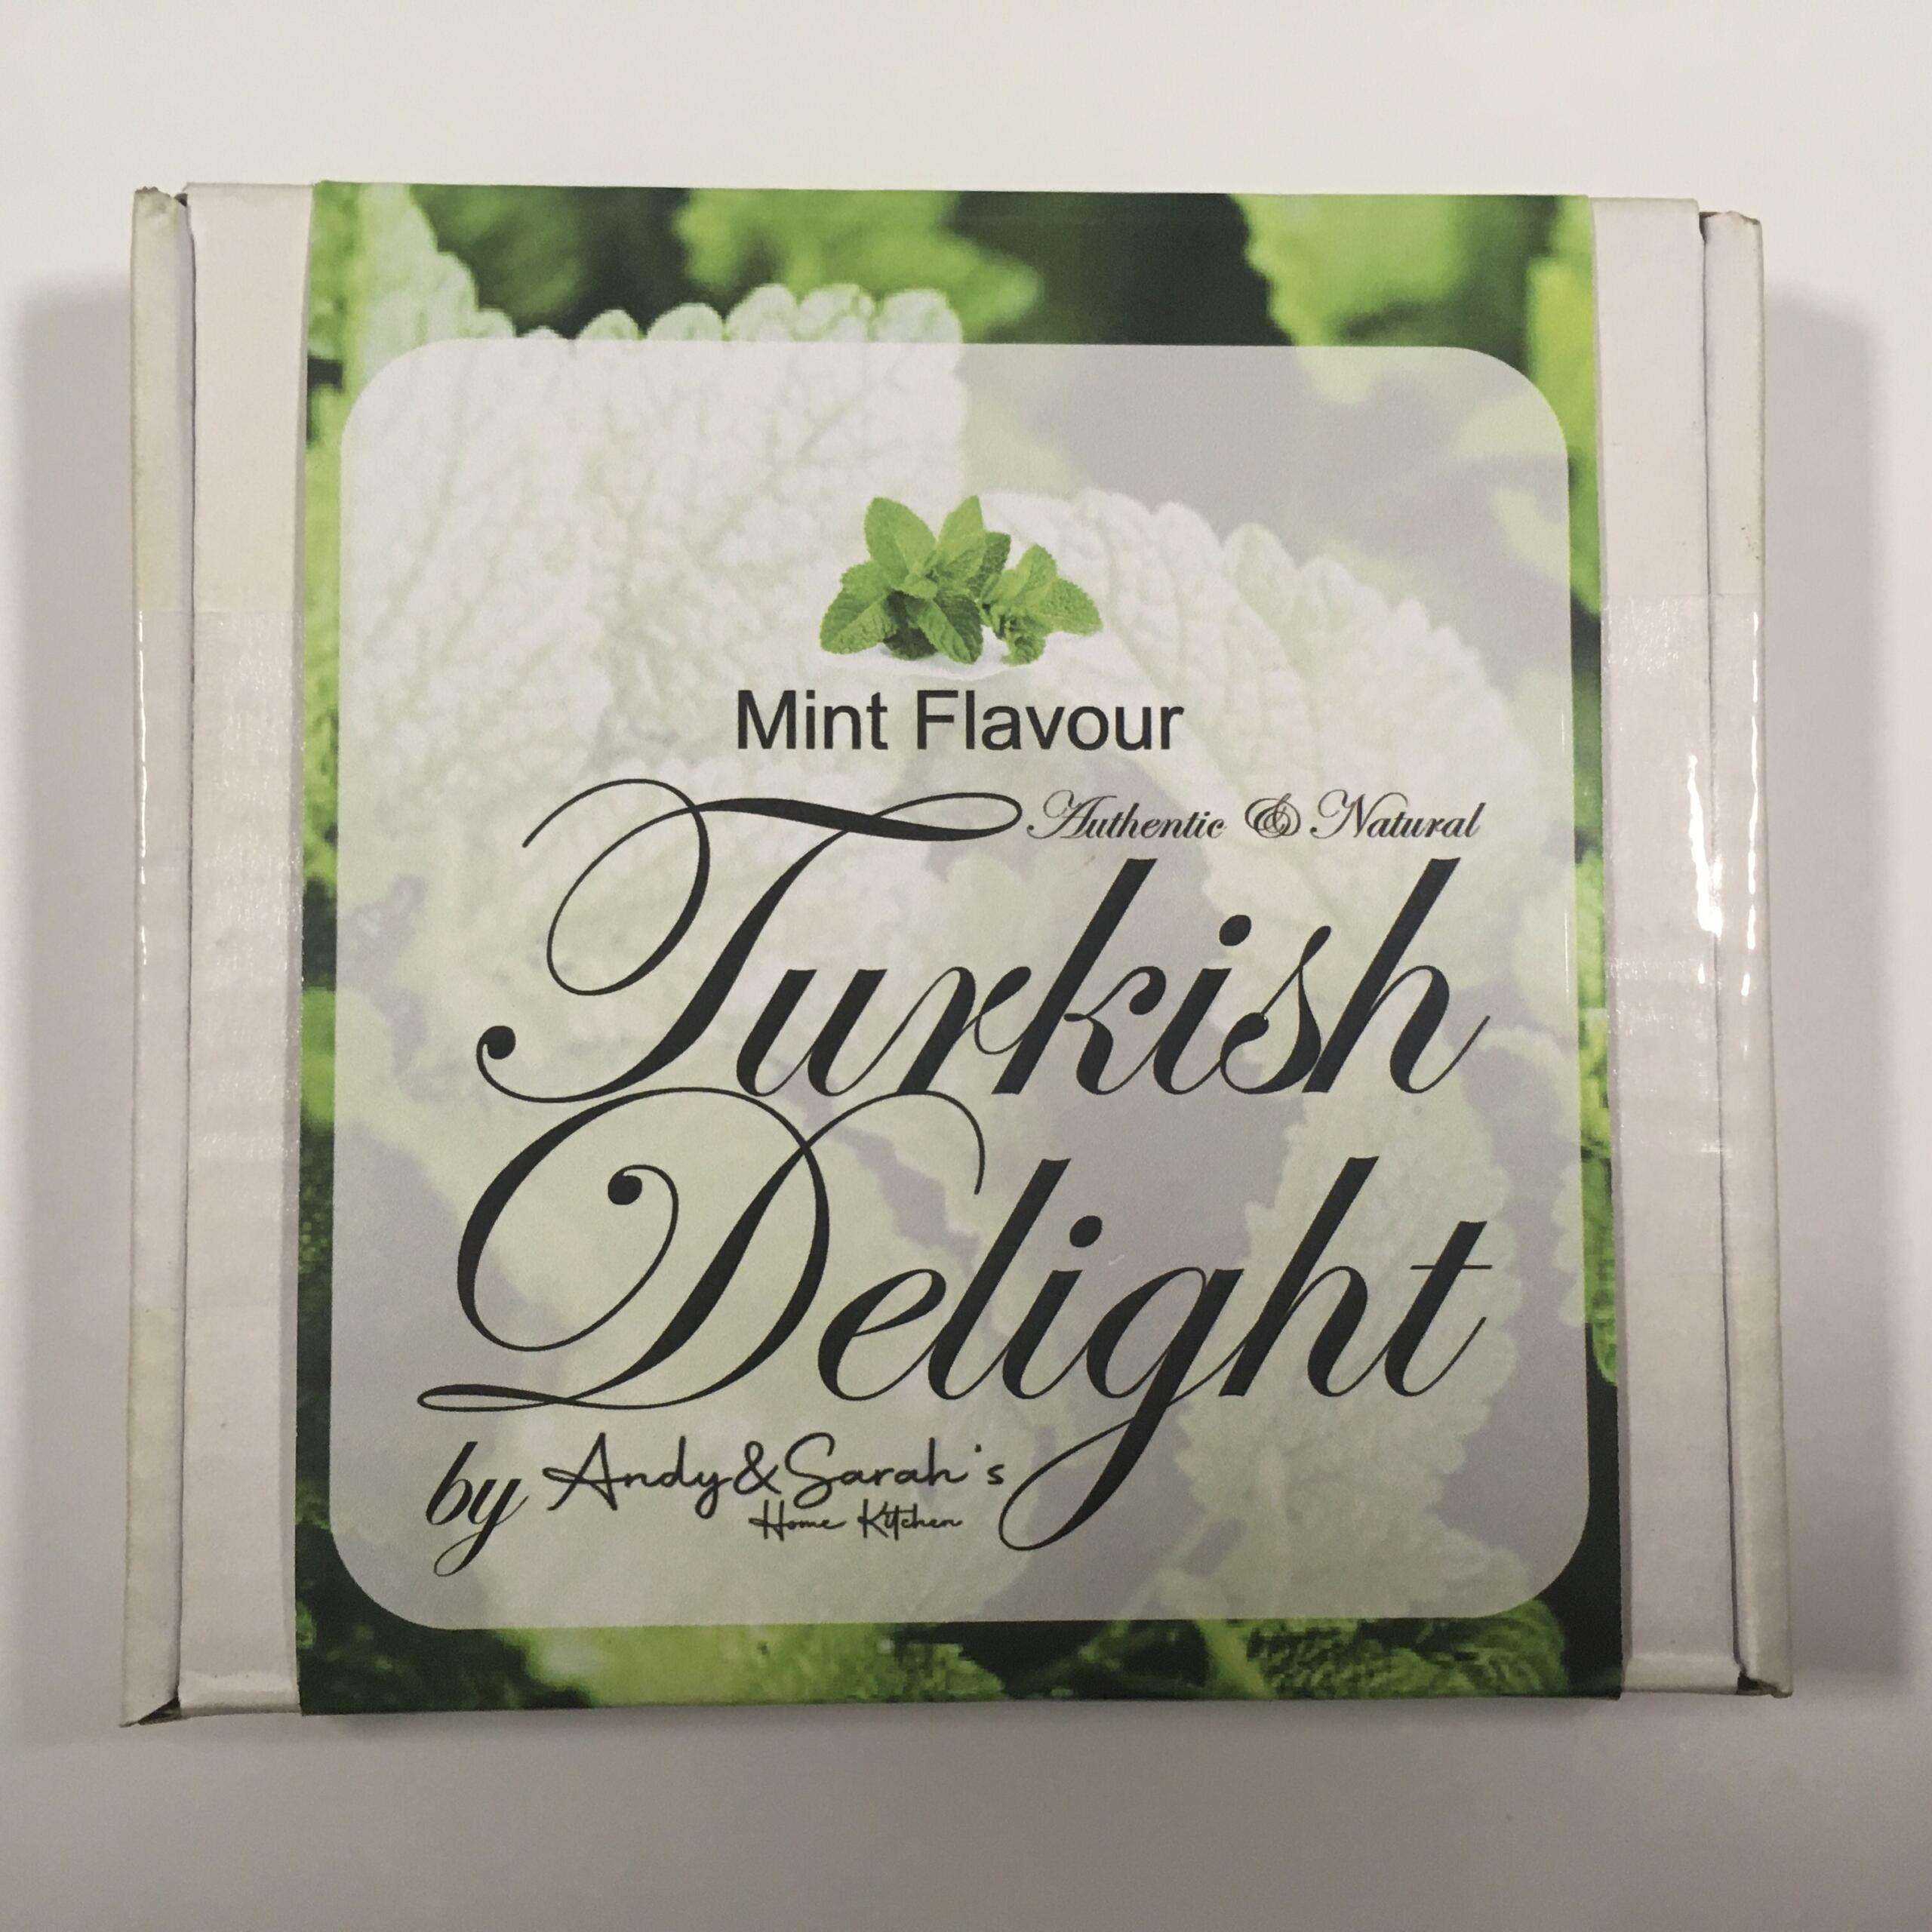 Mint Flavour
Authentic & Natural
Turkish
Delight
by Andy&Sarah's
Home Kitchen